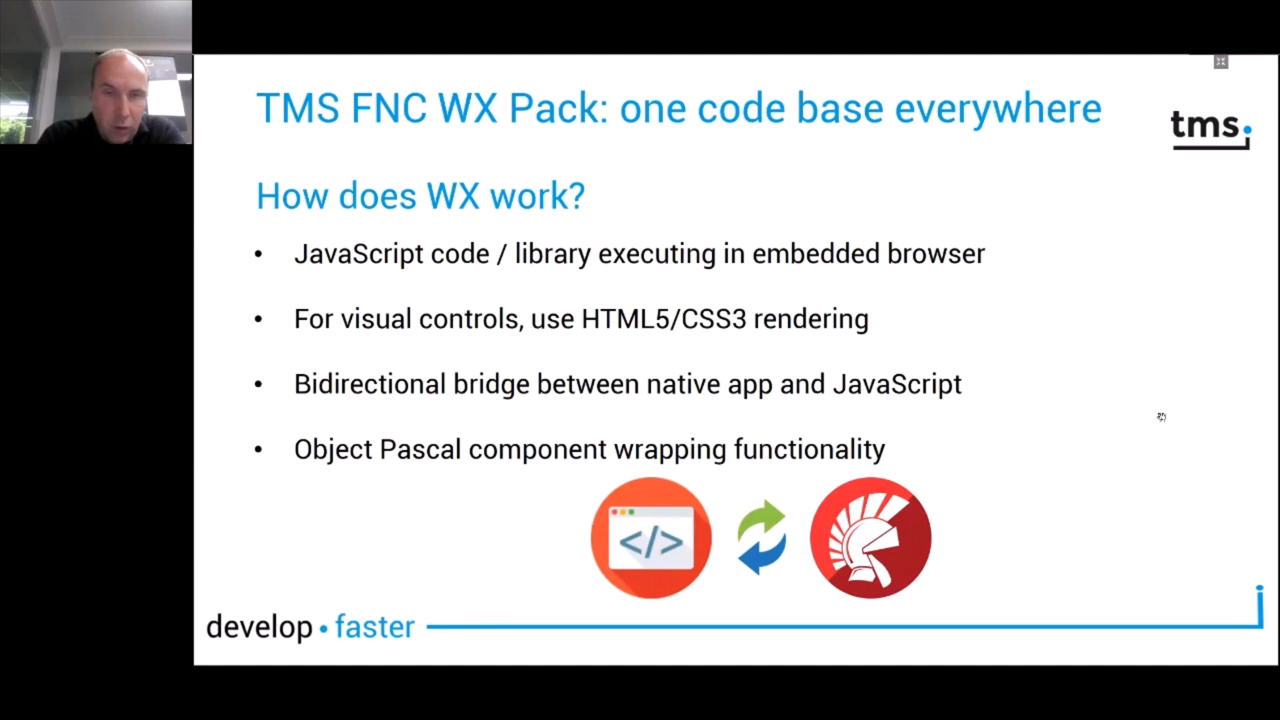 TMS FNC WX Pack: one code base everywhere
tms.
How does WX work?
• JavaScript code / library executing in embedded browser
• For visual controls, use HTML5/CSS3 rendering
• Bidirectional bridge between native app and JavaScript
• Object Pascal component wrapping functionality
</>
develop • faster